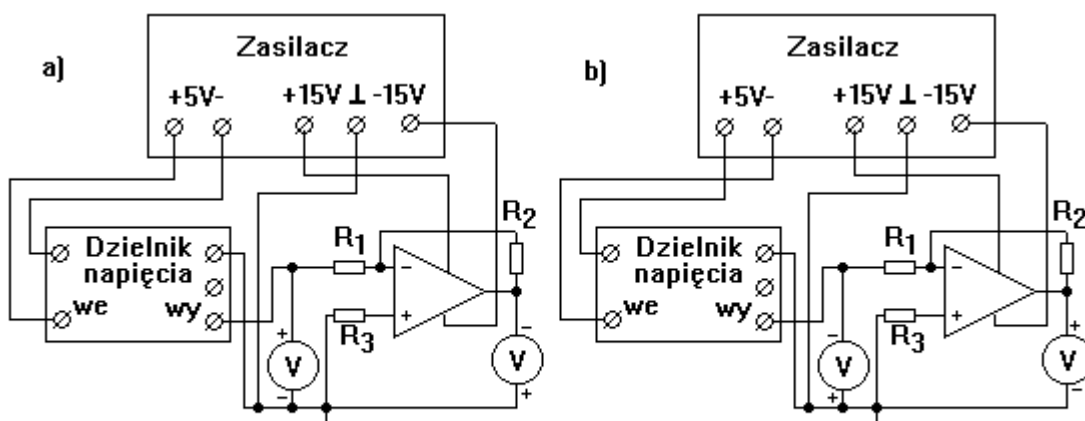 a)
Zasilacz
+5V- +15V ⊥ -15V
Dzielnik
napięcia
we wy
R1
R2
R3
− +
+ V −
− V +
b)
Zasilacz
+5V- +15V ⊥ -15V
Dzielnik
napięcia
we wy
R1
R2
R3
− +
− V +
+ V −